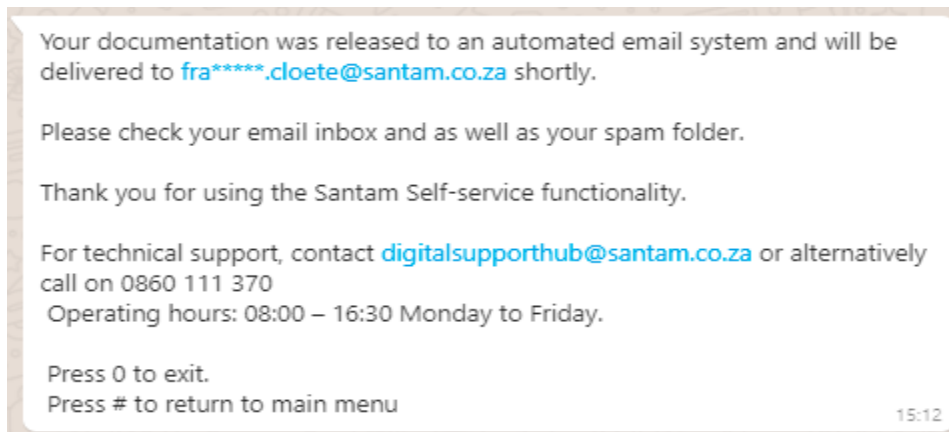 Your documentation was released to an automated email system and will be
delivered to fra*****.cloete@santam.co.za shortly.
Please check your email inbox and as well as your spam folder.
Thank you for using the Santam Self-service functionality.
For technical support, contact digitalsupporthub@santam.co.za or alternatively
call on 0860 111 370
Operating hours: 08:00 – 16:30 Monday to Friday.
Press 0 to exit.
Press # to return to main menu
15:12